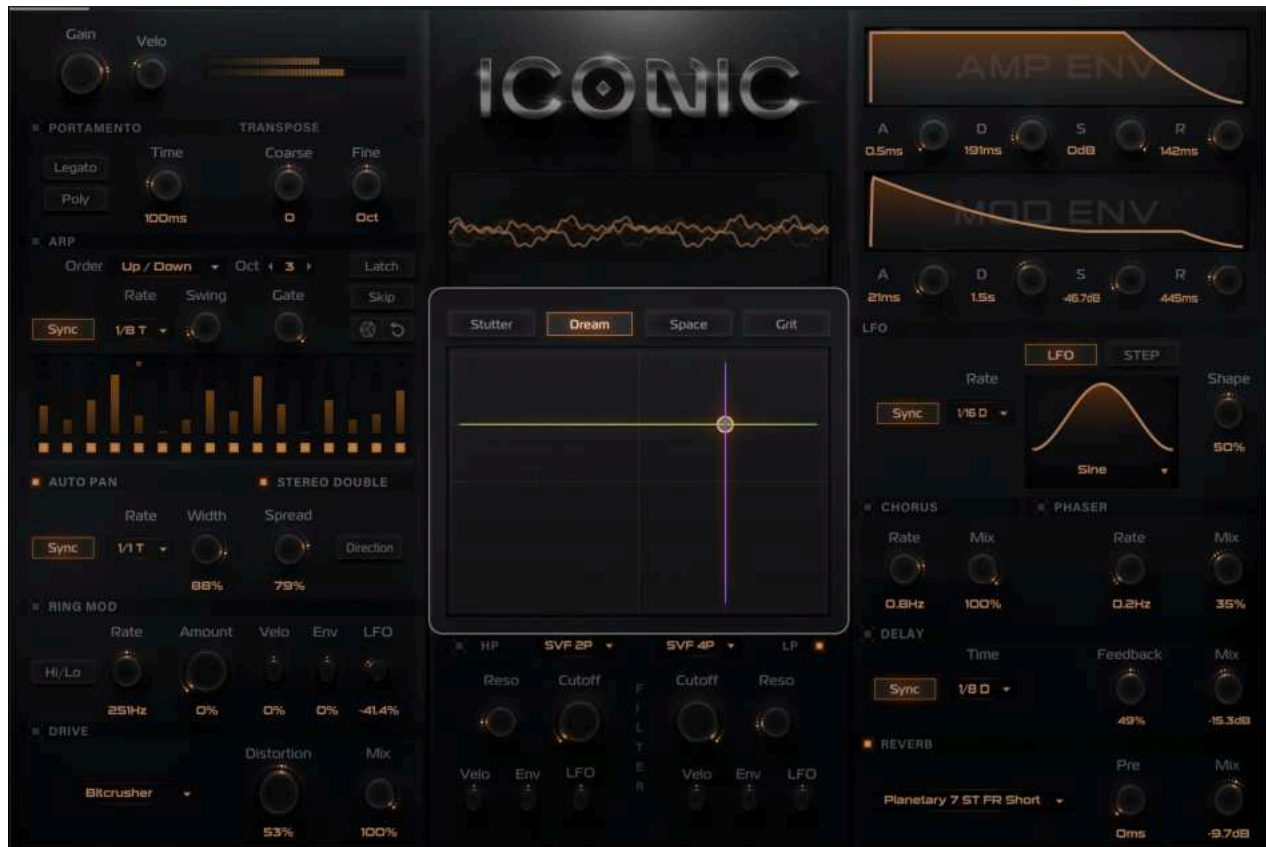 Gain
Velo
PORTAMENTO
TRANSPOSE
Legato
Poly
Time
100ms
Coarse
0
Fine
0ct
ARP
Order Up / Down Oct 3 Latch
Rate Swing Gate Skip
Sync 1/8 T
AUTO PAN
STEREO DOUBLE
Rate Width Spread
Sync 1/1 T Direction
88% 79%
RING MOD
Rate Amount Velo Env LFO
Hi/Lo
251Hz 0% 0% 0% -41.4%
DRIVE
Distortion Mix
Bitcrusher
53% 100%
ICONIC
Stutter Dream Space Grit
HP SVF 2P SVF 4P LP
Reso Cutoff Cutoff Reso
FILTER
Velo Env LFO Velo Env LFO
AMP ENV
A D S R
0.5ms 191ms 0dB 142ms
MOD ENV
A D S R
21ms 1.5s -46.7dB 445ms
LFO
LFO STEP
Rate Shape
Sync 1/16 D
50%
Sine
CHORUS PHASER
Rate Mix Rate Mix
0.8Hz 100% 0.2Hz 35%
DELAY
Time Feedback Mix
Sync 1/8 D
49% -15.3dB
REVERB
Pre Mix
Planetary 7 ST FR Short
0ms -9.7dB